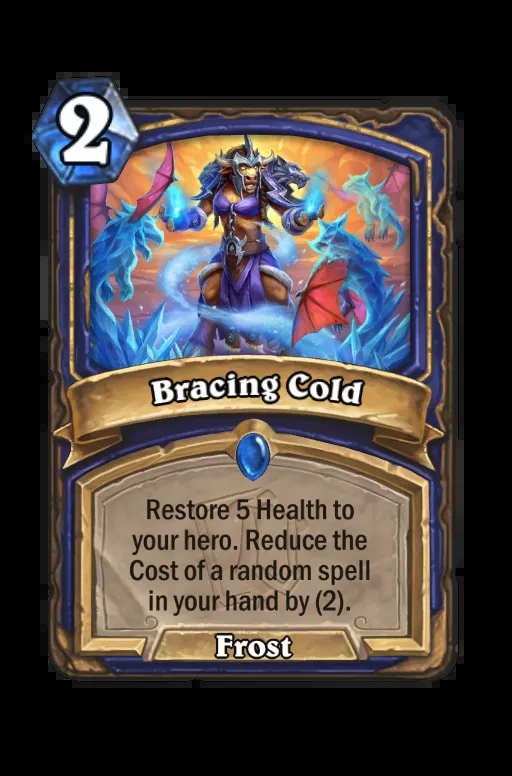 2
Bracing Cold
Restore 5 Health to
your hero. Reduce the
Cost of a random spell
in your hand by (2).
Frost